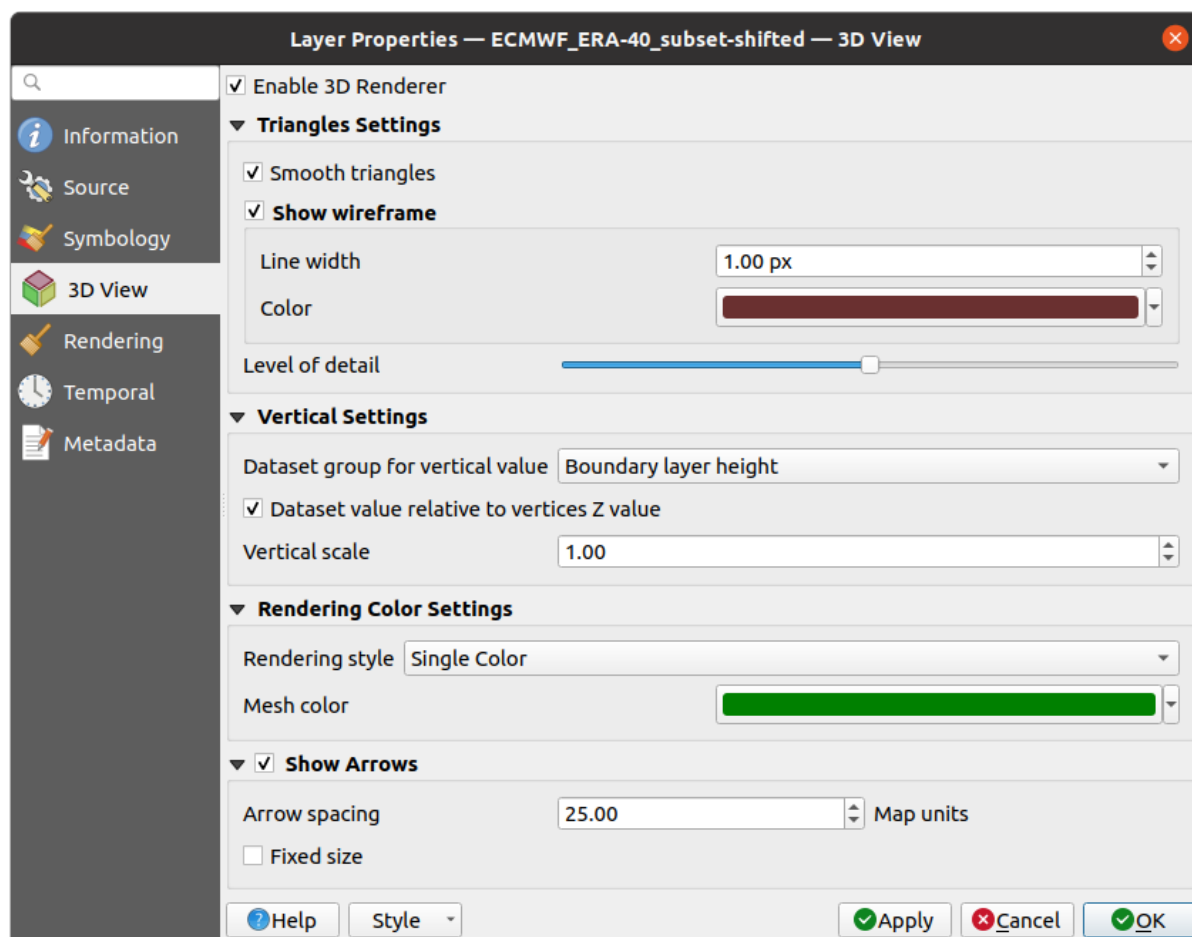 Layer Properties — ECMWF_ERA-40_subset-shifted — 3D View
Information
Source
Symbology
3D View
Rendering
Temporal
Metadata
Enable 3D Renderer
Triangles Settings
Smooth triangles
Show wireframe
Line width 1.00 px
Color
Level of detail
Vertical Settings
Dataset group for vertical value Boundary layer height
Dataset value relative to vertices Z value
Vertical scale 1.00
Rendering Color Settings
Rendering style Single Color
Mesh color
Show Arrows
Arrow spacing 25.00 Map units
Fixed size
Help Style Apply Cancel OK